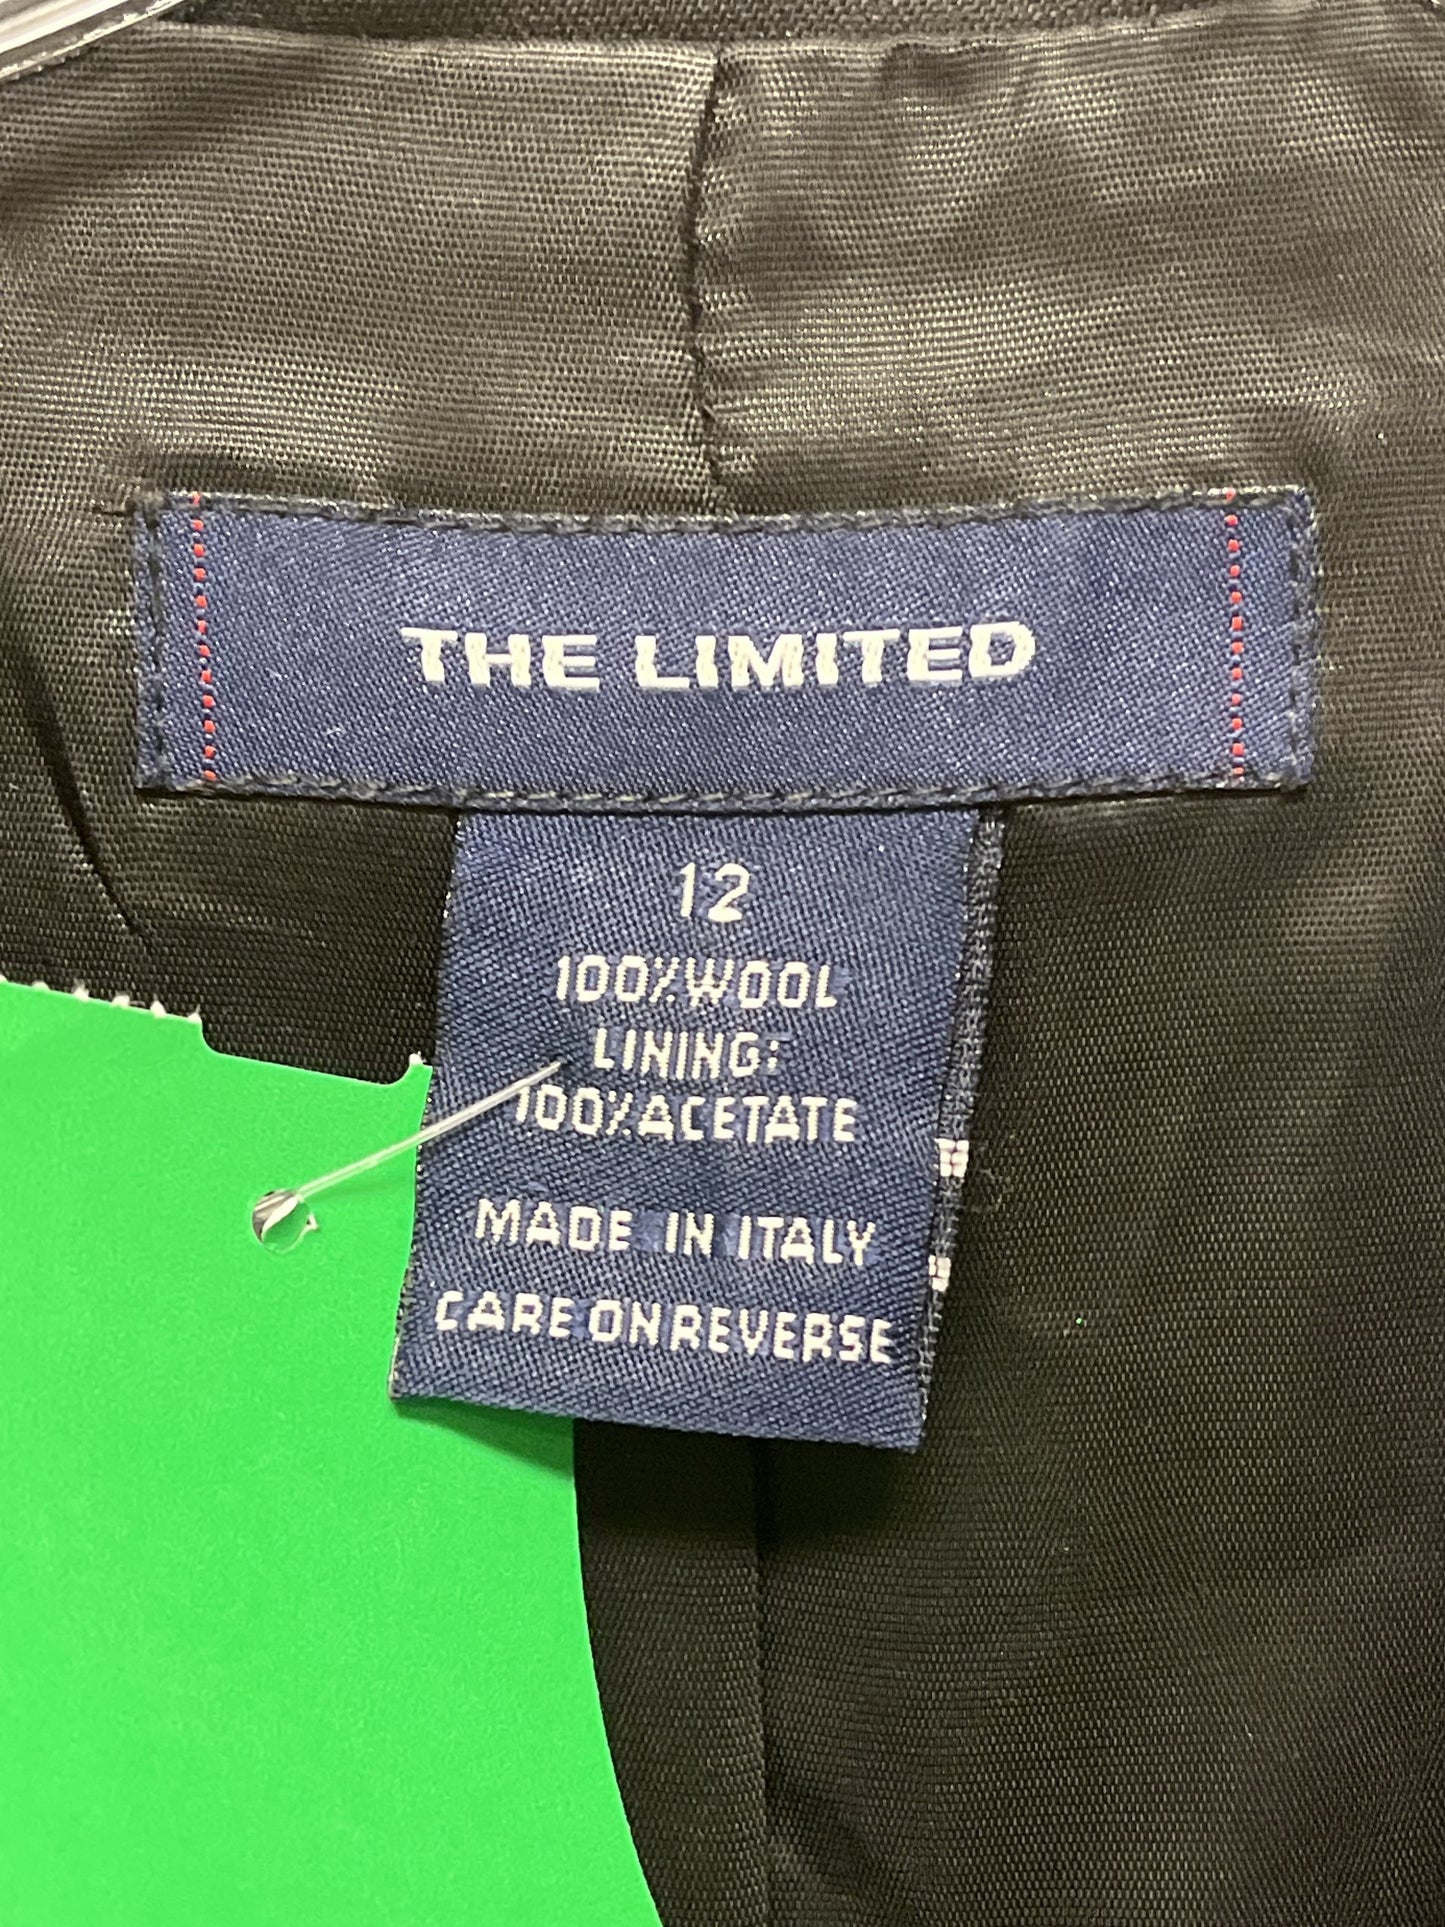 THE LIMITED
12
100% WOOL
LINING:
100% ACETATE
MADE IN ITALY
CARE ON REVERSE